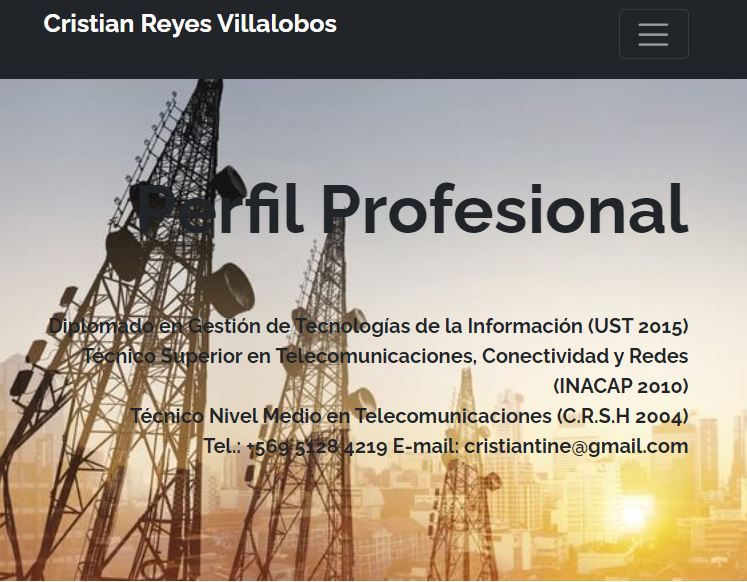 Cristian Reyes Villalobos
Perfil Profesional
Diplomado en Gestión de Tecnologías de la Información (UST 2015)
Técnico Superior en Telecomunicaciones, Conectividad y Redes
(INACAP 2010)
Técnico Nivel Medio en Telecomunicaciones (C.R.S.H 2004)
Tel.: +569 5128 4219 E-mail: cristiantine@gmail.com